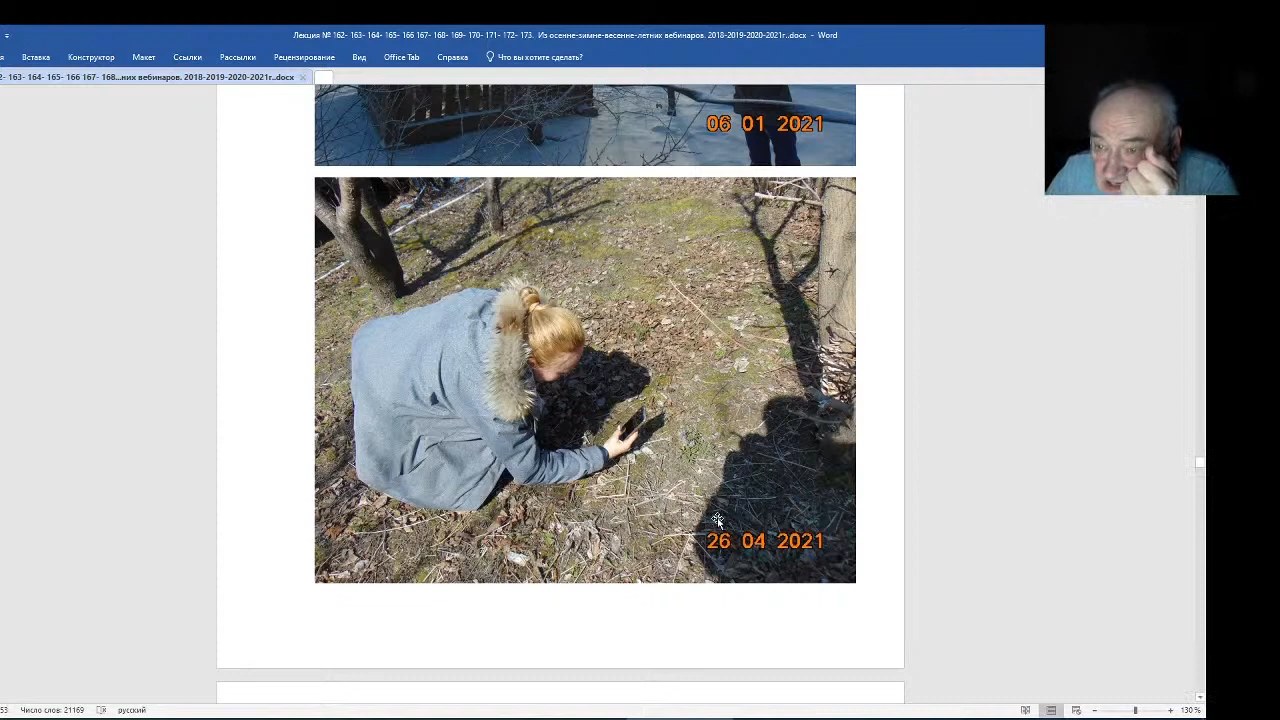 Лекция № 162- 163- 164- 165- 166 167- 168- 169- 170- 171- 172- 173. Из осенне-зимне-весенне-летних вебинаров. 2018-2019-2020-2021г..docx - Word
я Вставка Конструктор Макет Ссылки Рассылки Рецензирование Вид Office Tab Справка Что вы хотите сделать?
2- 163- 164- 165- 166 167- 168...них вебинаров. 2018-2019-2020-2021г..docx
06 01 2021
26 04 2021
53 Число слов: 21169 русский 130 %